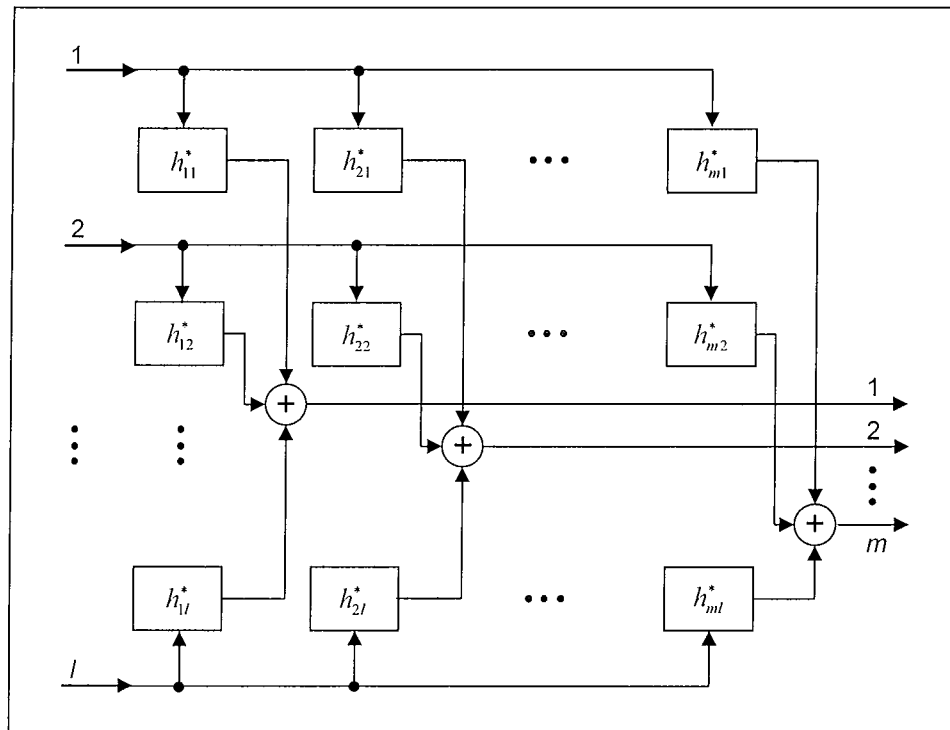 1
h*11 h*21 ••• h*m1
2
h*12 h*22 ••• h*m2
+ 1
+ 2
+ m
h*1l h*2l ••• h*ml
l